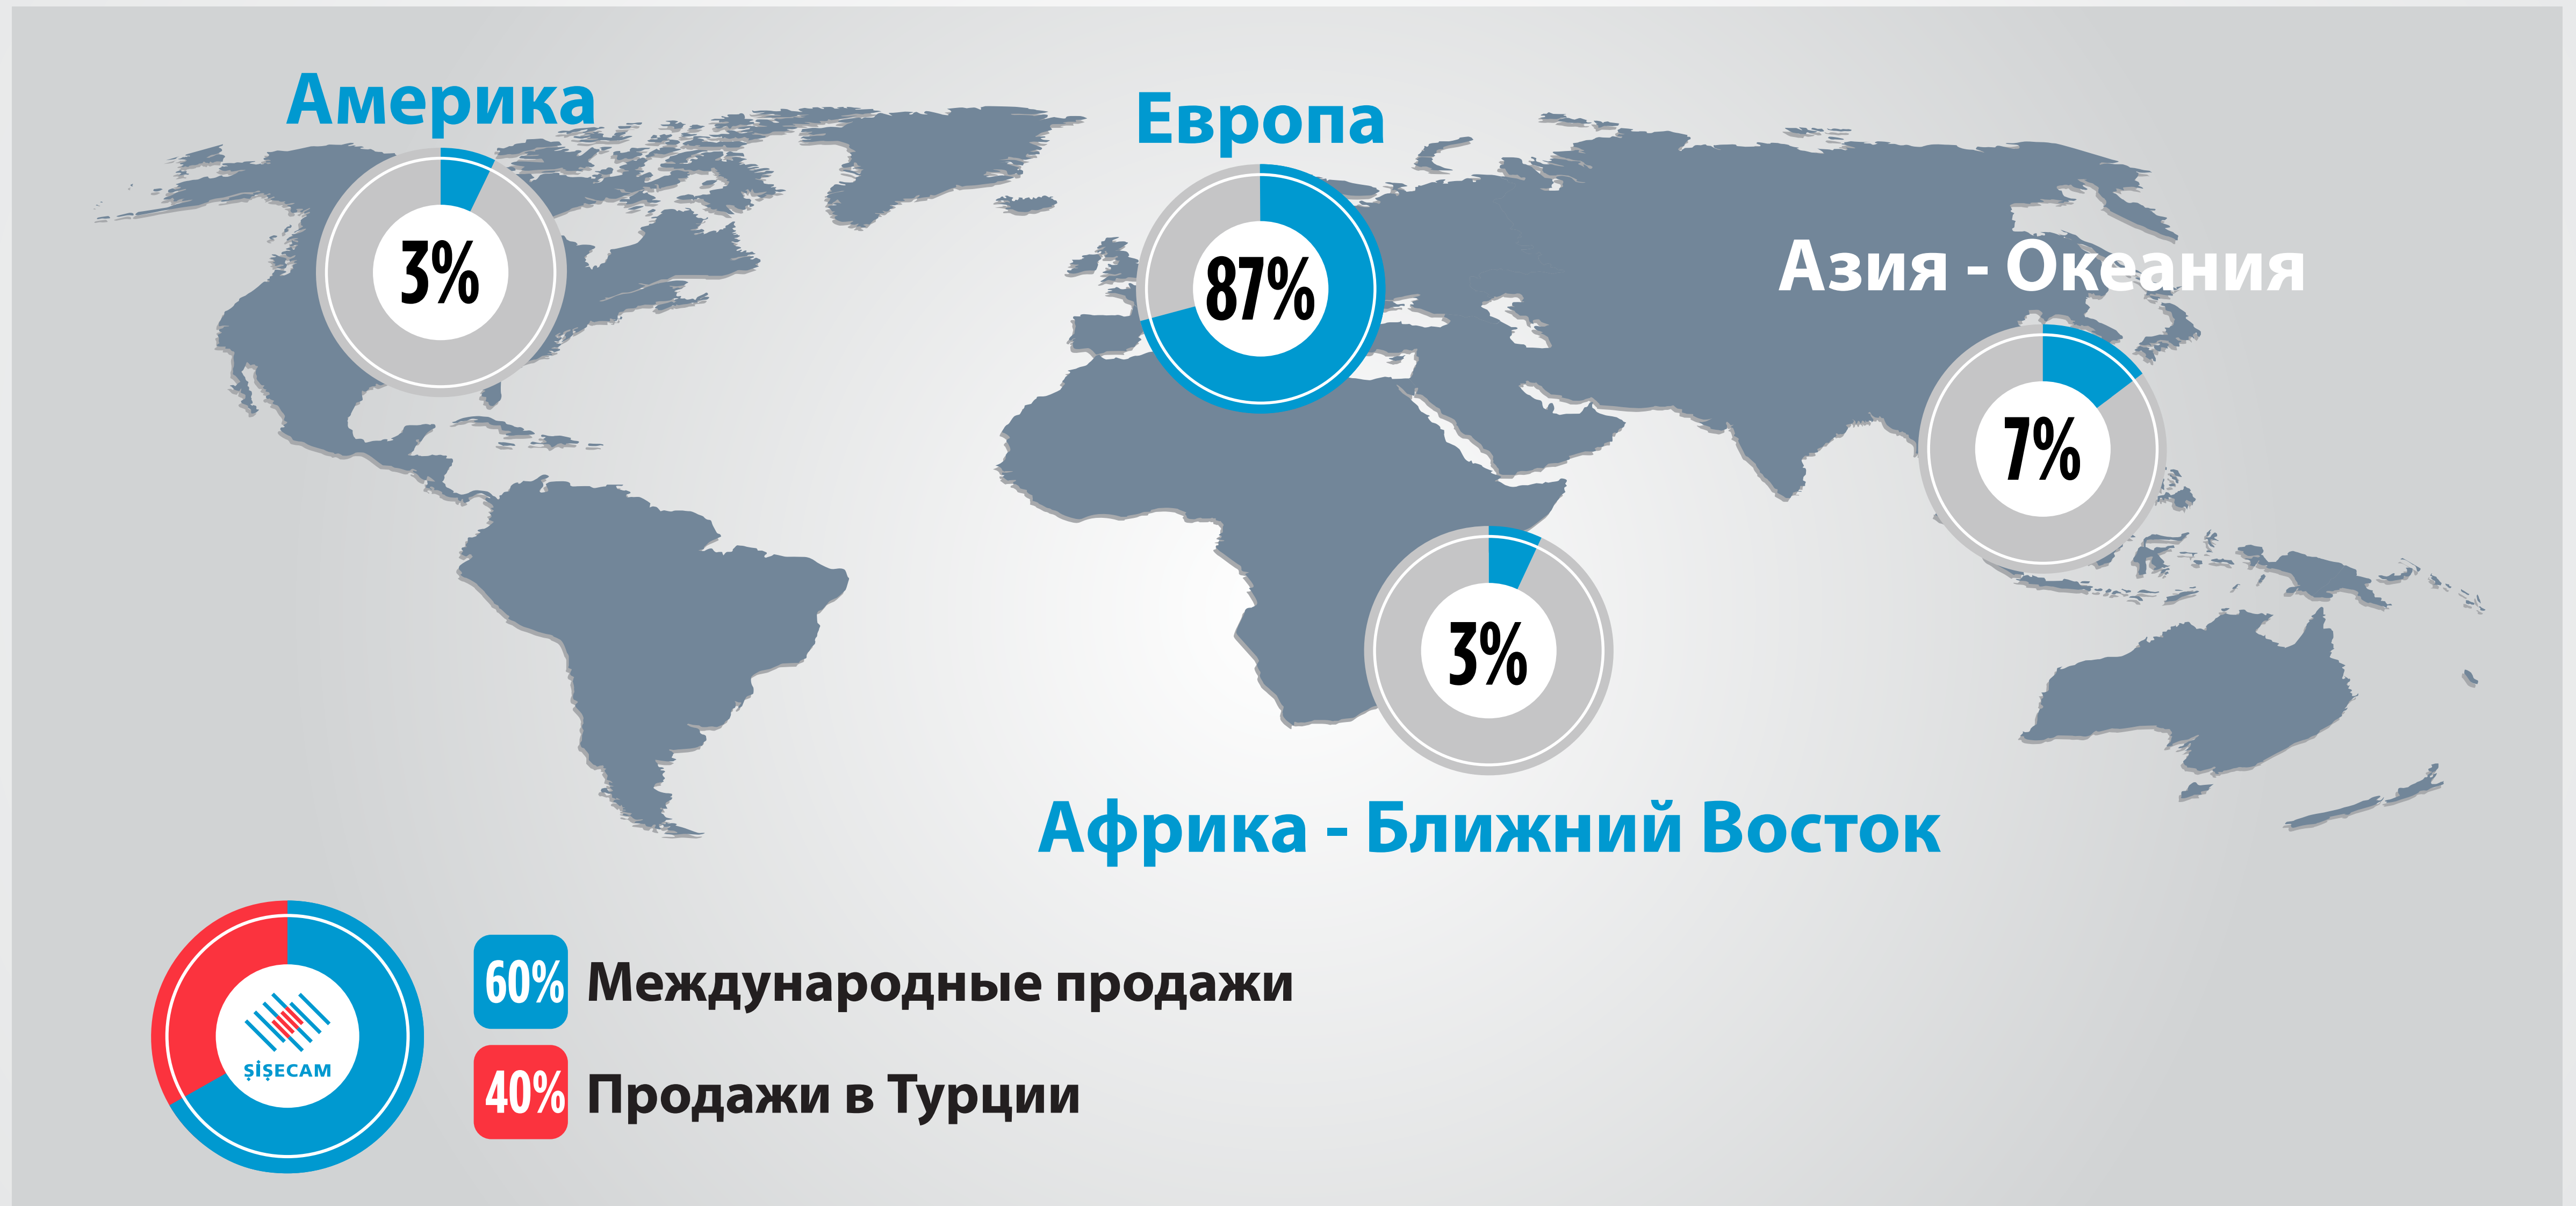 Америка
3%
Европа
87%
Азия - Океания
7%
3%
Африка - Ближний Восток
ŞİŞECAM
60% Международные продажи
40% Продажи в Турции